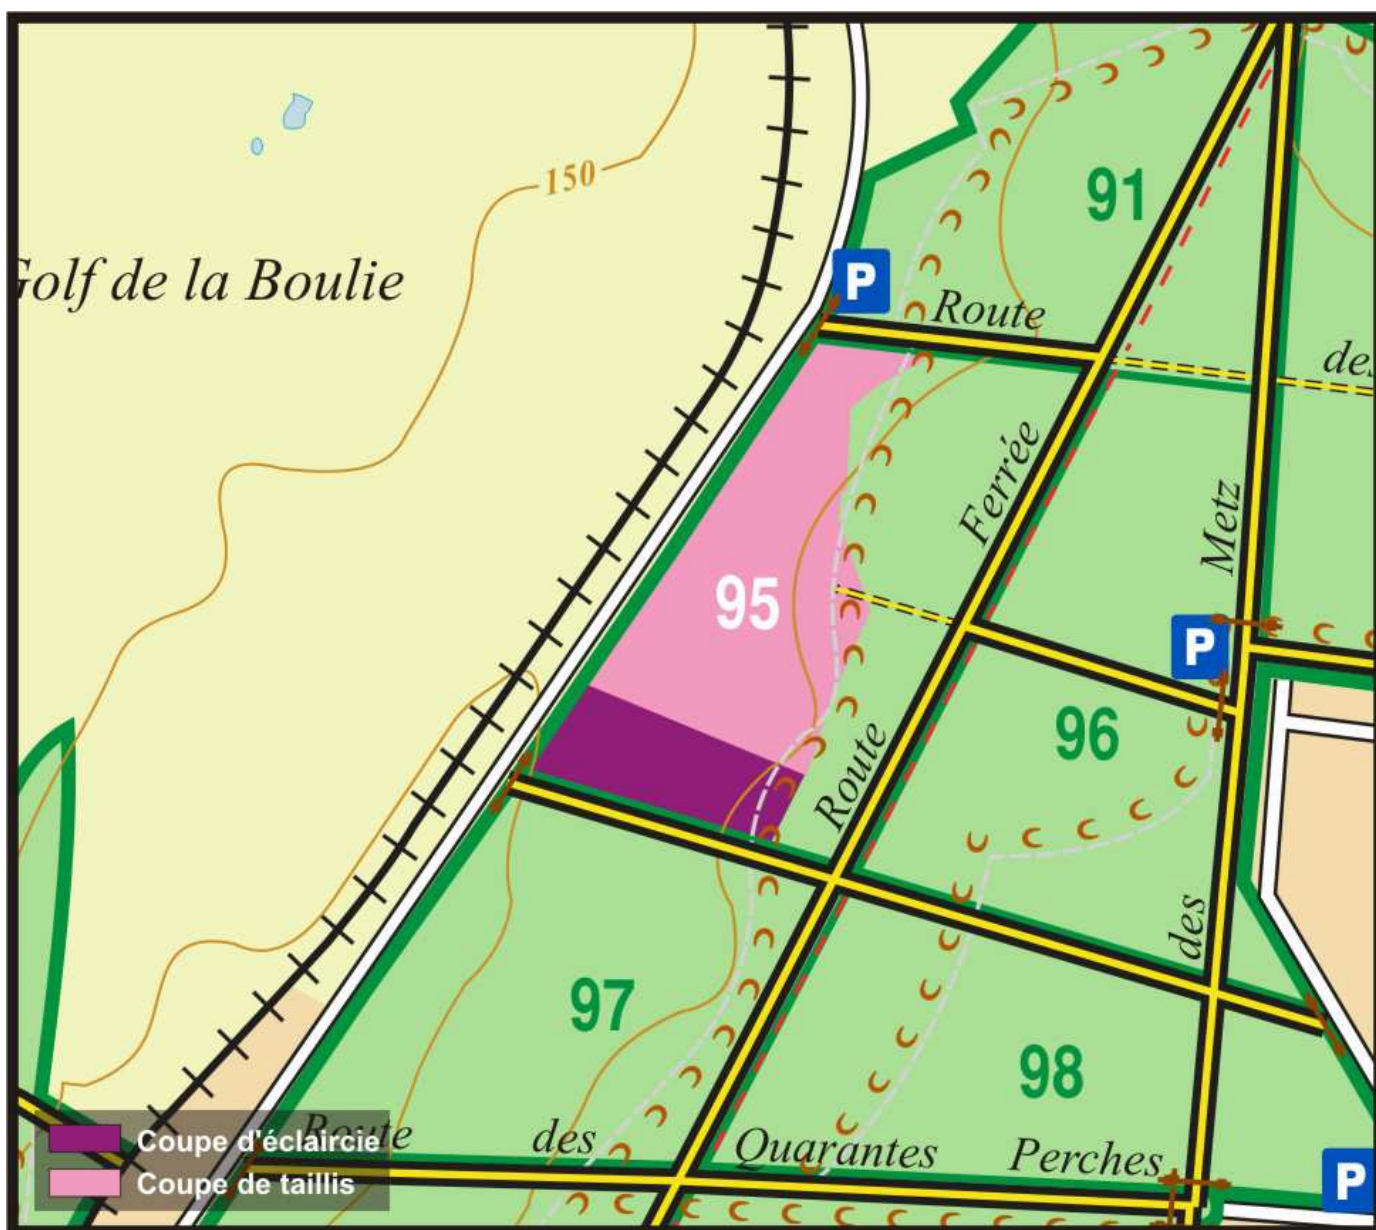 150
91
Golf de la Boulie
P
Route
des
Ferrée
Metz
95
P
96
Route
des
97
98
Coupe d'éclaircie
Route des Quarantes Perches
Coupe de taillis
P